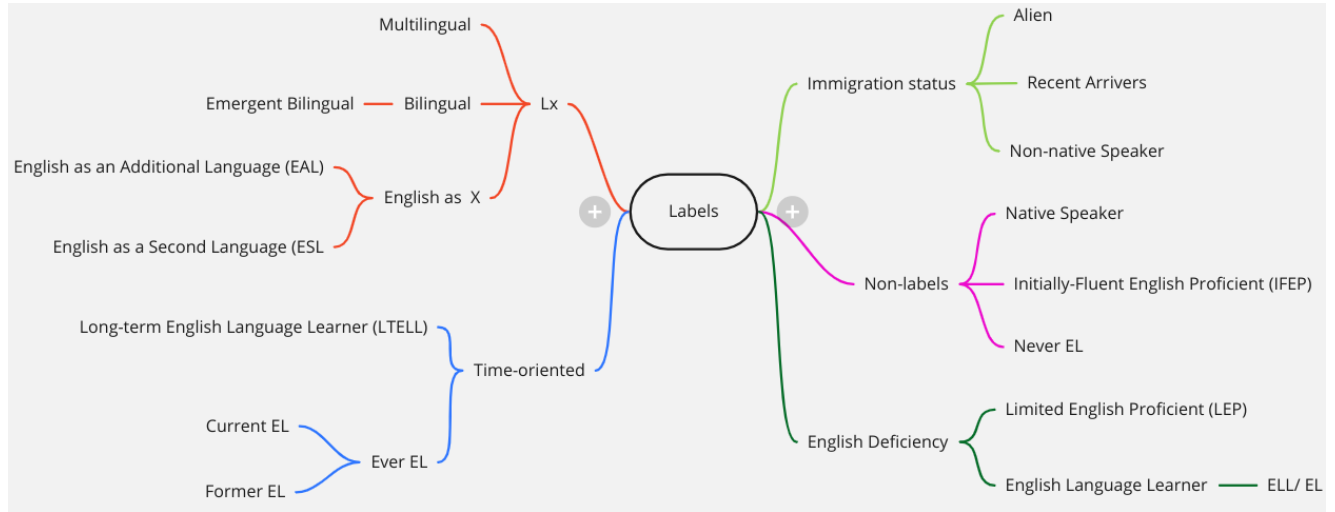 Multilingual
Emergent Bilingual
Bilingual
Lx
English as an Additional Language (EAL)
English as X
English as a Second Language (ESL
Long-term English Language Learner (LTELL)
Time-oriented
Current EL
Ever EL
Former EL
Labels
Alien
Immigration status
Recent Arrivers
Non-native Speaker
Native Speaker
Non-labels
Initially-Fluent English Proficient (IFEP)
Never EL
Limited English Proficient (LEP)
English Deficiency
English Language Learner
ELL/ EL